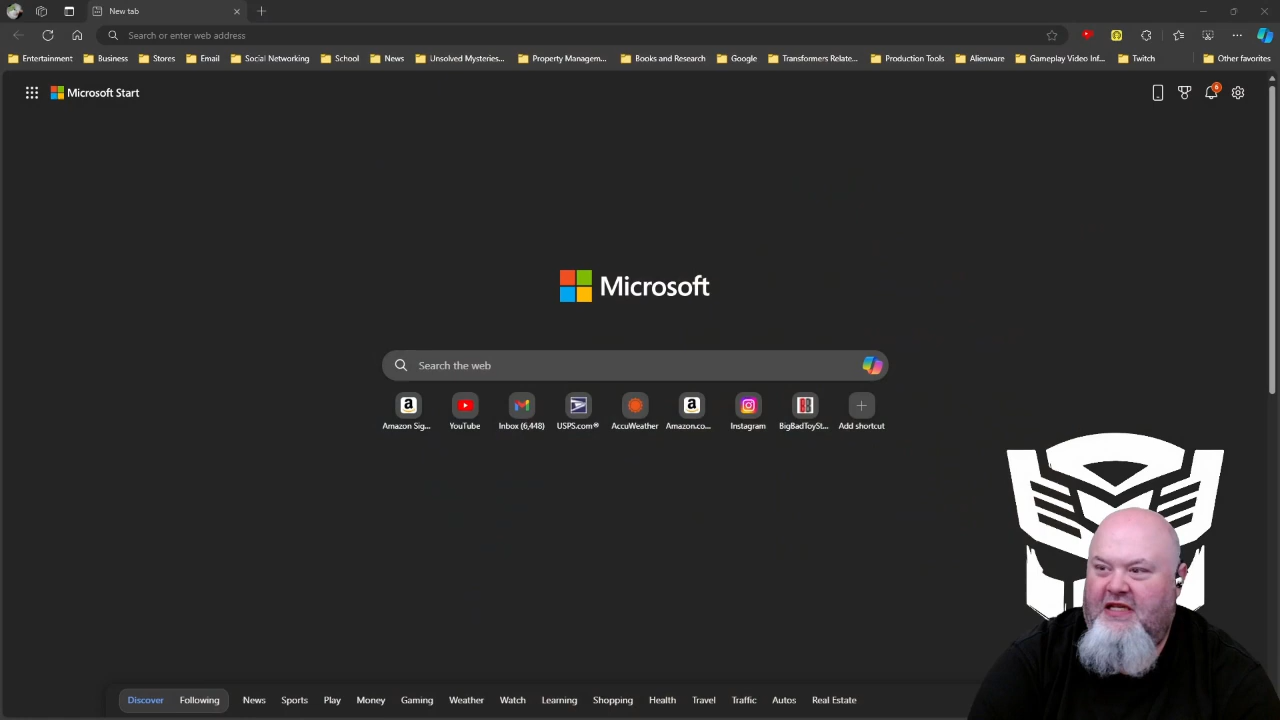 New tab
Search or enter web address
Entertainment Business Stores Email Social Networking School News Unsolved Mysteries... Property Managem... Books and Research Google Transformers Relate... Production Tools Alienware Gameplay Video Inf... Twitch Other favorites
Microsoft Start
6
Microsoft
Search the web
Amazon Sig... YouTube Inbox (6,448) USPS.com® AccuWeather Amazon.co... Instagram BigBadToySt... Add shortcut
Discover Following News Sports Play Money Gaming Weather Watch Learning Shopping Health Travel Traffic Autos Real Estate